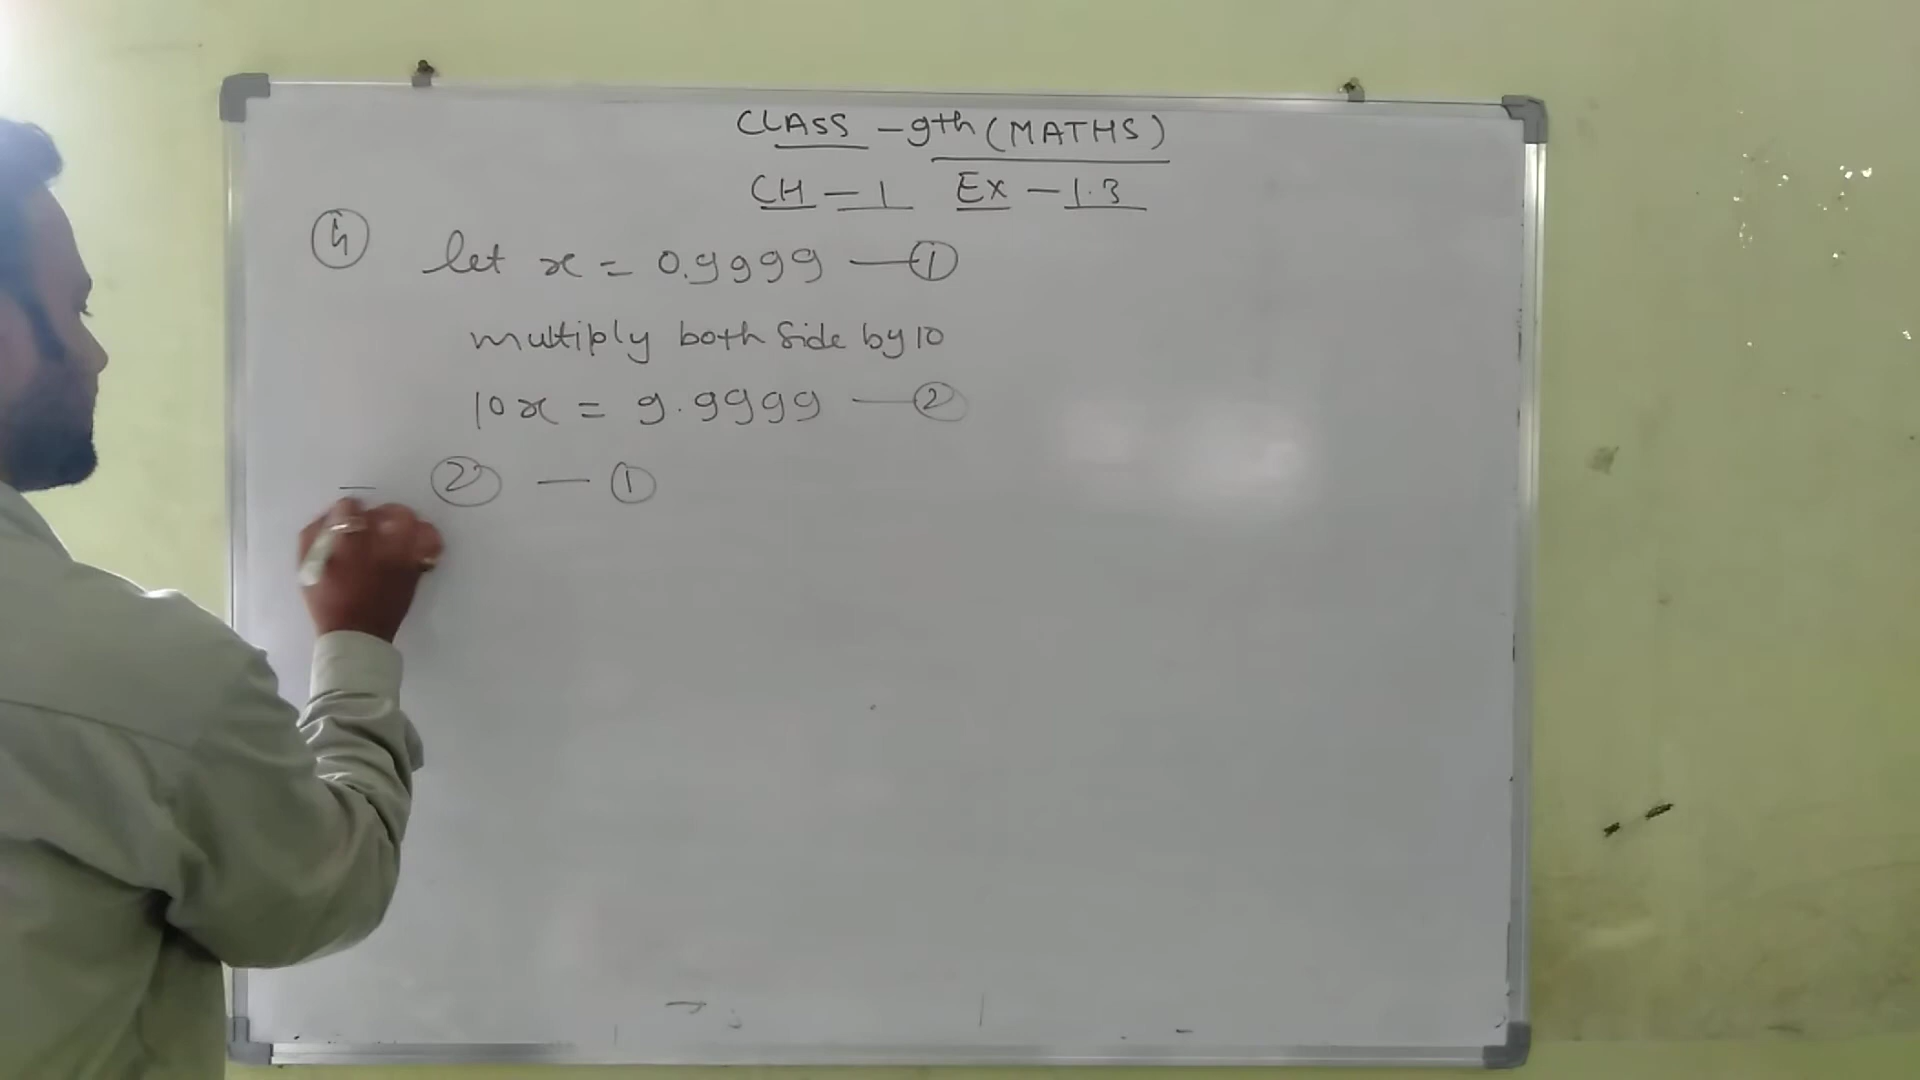 CLASS - 9th (MATHS)
CH - 1 EX - 1.3
4 let x = 0.9999 — 1
multiply both side by 10
10x = 9.9999 — 2
2 — 1